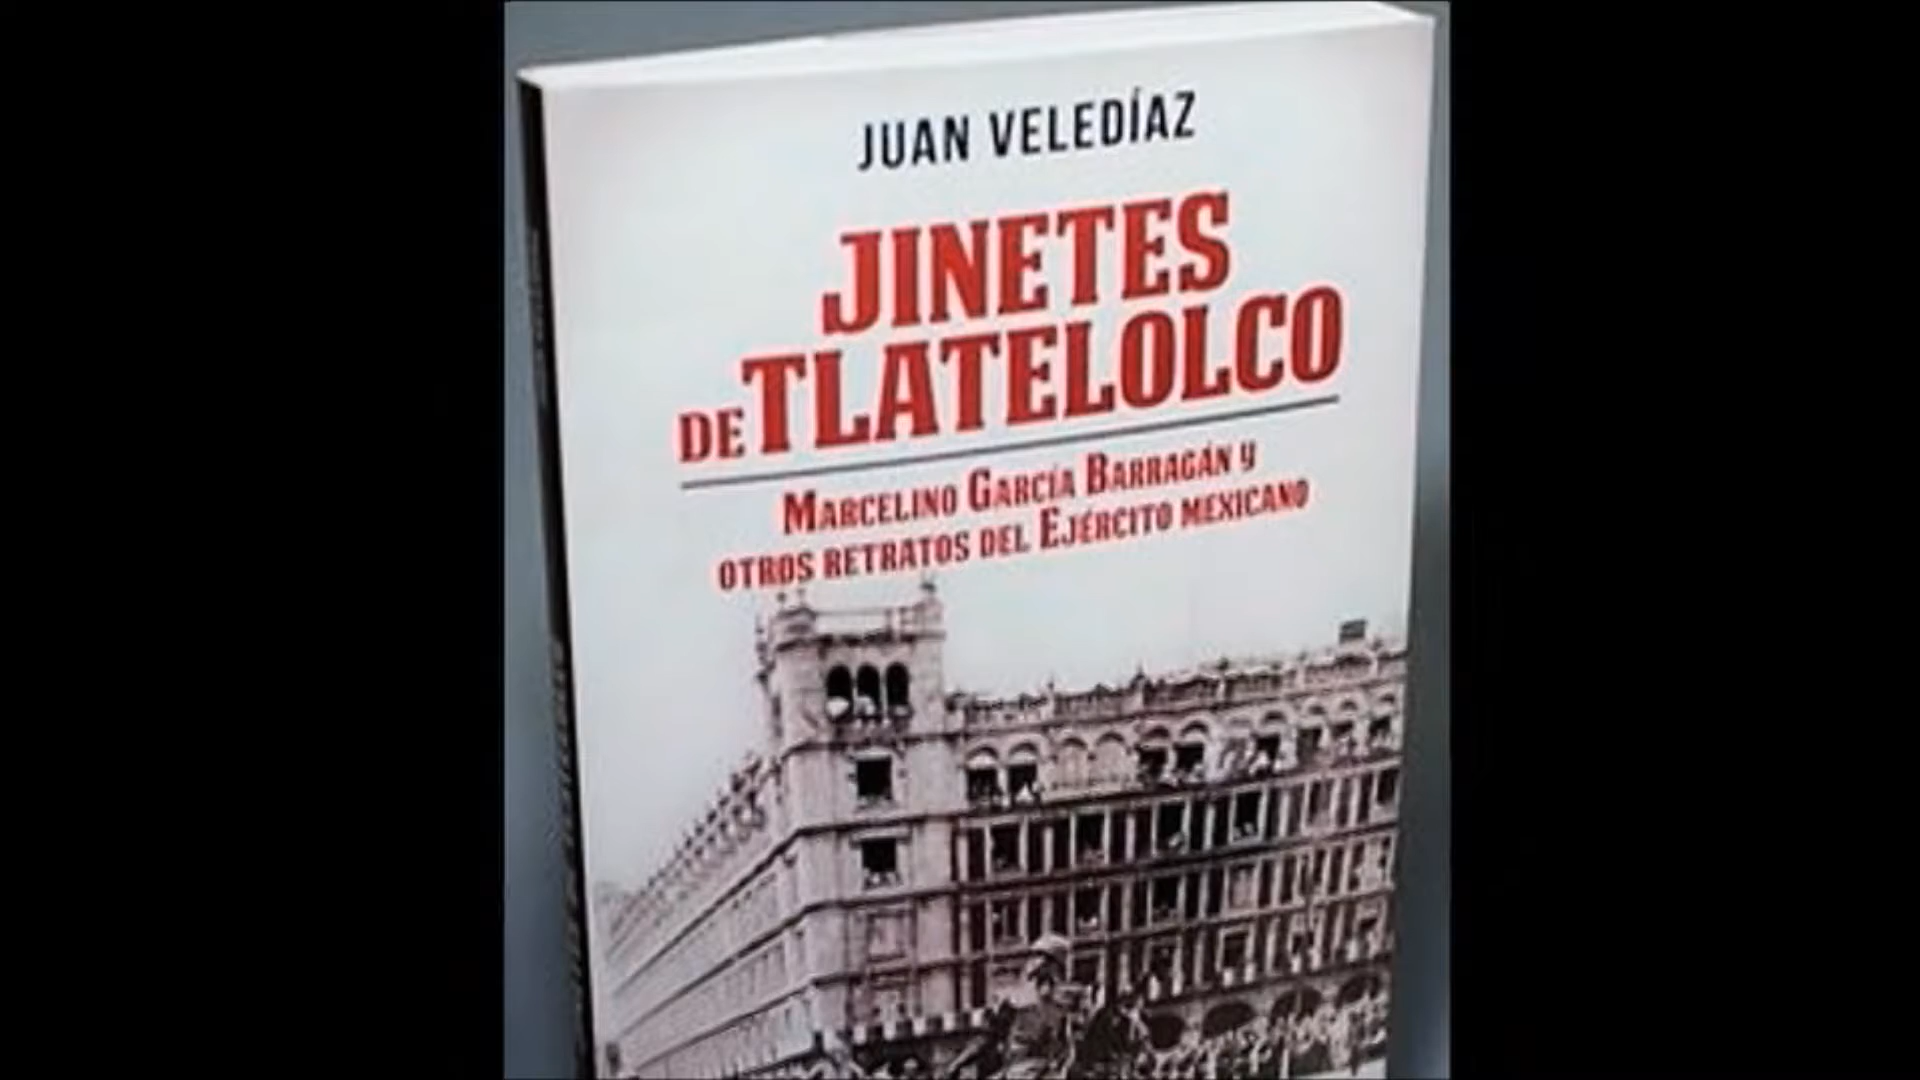 JUAN VELEDÍAZ
JINETES
DE TLATELOLCO
MARCELINO GARCÍA BARRAGÁN Y
OTROS RETRATOS DEL EJÉRCITO MEXICANO